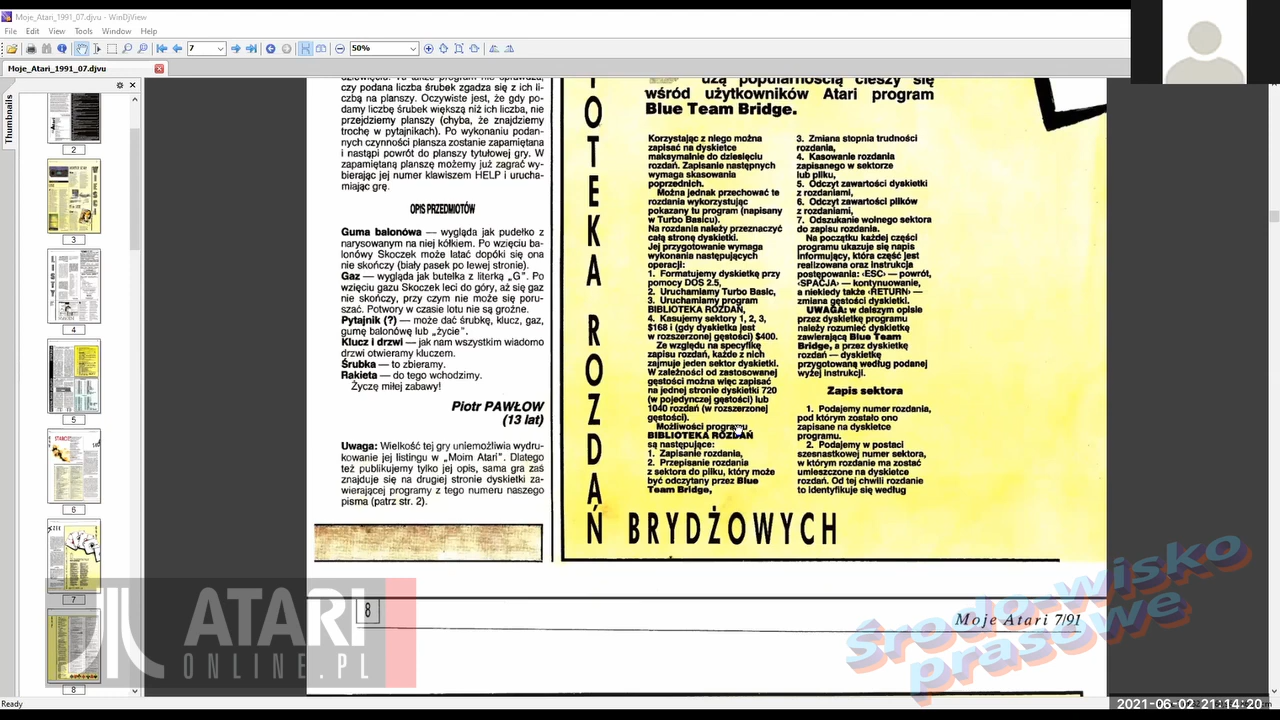 Moje_Atari_1991_07.djvu - WinDjView
File Edit View Tools Window Help
7
50%
Moje_Atari_1991_07.djvu
Thumbnails
2
3
4
5
6
7
8
czy podana liczba śrubek zgadza się z ich li-
czbą na planszy. Oczywiste jest, że gdy po-
damy liczbę śrubek większą niż ich liczba, nie
przejdziemy planszy (chyba, że znajdziemy
trochę w pytajnikach). Po wykonaniu podan-
nych czynności plansza zostanie zapamiętana
i nastąpi powrót do planszy tytułowej gry. W
zapamiętaną planszę możemy już zagrać wy-
bierając jej numer klawiszem HELP i urucha-
miając grę.
OPIS PRZEDMIOTÓW
Guma balonówa — wygląda jak pudełko z
narysowanym na niej kółkiem. Po wzięciu ba-
lonówy Skoczek może latać dopóki się ona
nie skończy (biały pasek po lewej stronie).
Gaz — wygląda jak butelka z literką „G". Po
wzięciu gazu Skoczek leci do góry, aż się gaz
nie skończy, przy czym nie może się poru-
szać. Potwory w czasie lotu nie są groźne.
Pytajnik (?) — może dać śrubkę, klucz, gaz,
gumę balonówę lub „życie".
Klucz i drzwi — jak nam wszystkim wiadomo
drzwi otwieramy kluczem.
Śrubka — to zbieramy.
Rakieta — do tego wchodzimy.
Życzę miłej zabawy!
Piotr PAWŁOW
(13 lat)
Uwaga: Wielkość tej gry uniemożliwia wydru-
kowanie jej listingu w „Moim Atari". Dlatego
też publikujemy tylko jej opis, sama gra zaś
znajduje się na drugiej stronie dyskietki za-
wierającej programy z tego numeru naszego
pisma (patrz str. 2).
IOTEKA ROZDAŃ
BRYDŻOWYCH
użą popularnością cieszy się
wśród użytkowników Atari program
Blue Team Bridge.
Korzystając z niego można
zapisać na dyskietce
maksymalnie do dziesięciu
rozdań. Zapisanie następnych
wymaga skasowania
poprzednich.
Można jednak przechować te
rozdania wykorzystując
pokazany tu program (napisany
w Turbo Basicu).
Na rozdania należy przeznaczyć
całą stronę dyskietki.
Jej przygotowanie wymaga
wykonania następujących
operacji:
1. Formatujemy dyskietkę przy
pomocy DOS 2.5,
2. Uruchamiamy Turbo Basic,
3. Uruchamiamy program
BIBLIOTEKA ROZDAŃ,
4. Kasujemy sektory 1, 2, 3,
$168 i (gdy dyskietka jest
w rozszerzonej gęstości) $400.
Ze względu na specyfikę
zapisu rozdań, każde z nich
zajmuje jeden sektor dyskietki.
W zależności od zastosowanej
gęstości można więc zapisać
na jednej stronie dyskietki 720
(w pojedynczej gęstości) lub
1040 rozdań (w rozszerzonej
gęstości).
Możliwości programu
BIBLIOTEKA ROZDAŃ
są następujące:
1. Zapisanie rozdania,
2. Przepisanie rozdania
z sektora do pliku, który może
być odczytany przez Blue
Team Bridge,
3. Zmiana stopnia trudności
rozdania,
4. Kasowanie rozdania
zapisanego w sektorze
lub pliku,
5. Odczyt zawartości dyskietki
z rozdaniami,
6. Odczyt zawartości plików
z rozdaniami,
7. Odszukanie wolnego sektora
do zapisu rozdania.
Na początku każdej części
programu ukazuje się napis
informujący, która część jest
realizowana oraz instrukcja
postępowania: ‹ESC› — powrót,
‹SPACJA› — kontynuowanie,
a niekiedy także ‹RETURN› —
zmiana gęstości dyskietki.
UWAGA: w dalszym opisie
przez dyskietkę programu
należy rozumieć dyskietkę
zawierającą Blue Team
Bridge, a przez dyskietkę
rozdań — dyskietkę
przygotowaną według podanej
wyżej instrukcji.
Zapis sektora
1. Podajemy numer rozdania,
pod którym zostało ono
zapisane na dyskietce
programu.
2. Podajemy w postaci
szesnastkowej numer sektora,
w którym rozdanie ma zostać
umieszczone na dyskietce
rozdań. Od tej chwili rozdanie
to identyfikuje się według
8
Moje Atari 7/91
ATARI
ONLINE.PL
Środo-wisko
prasowe
Ready
2021-06-02 21:14:20